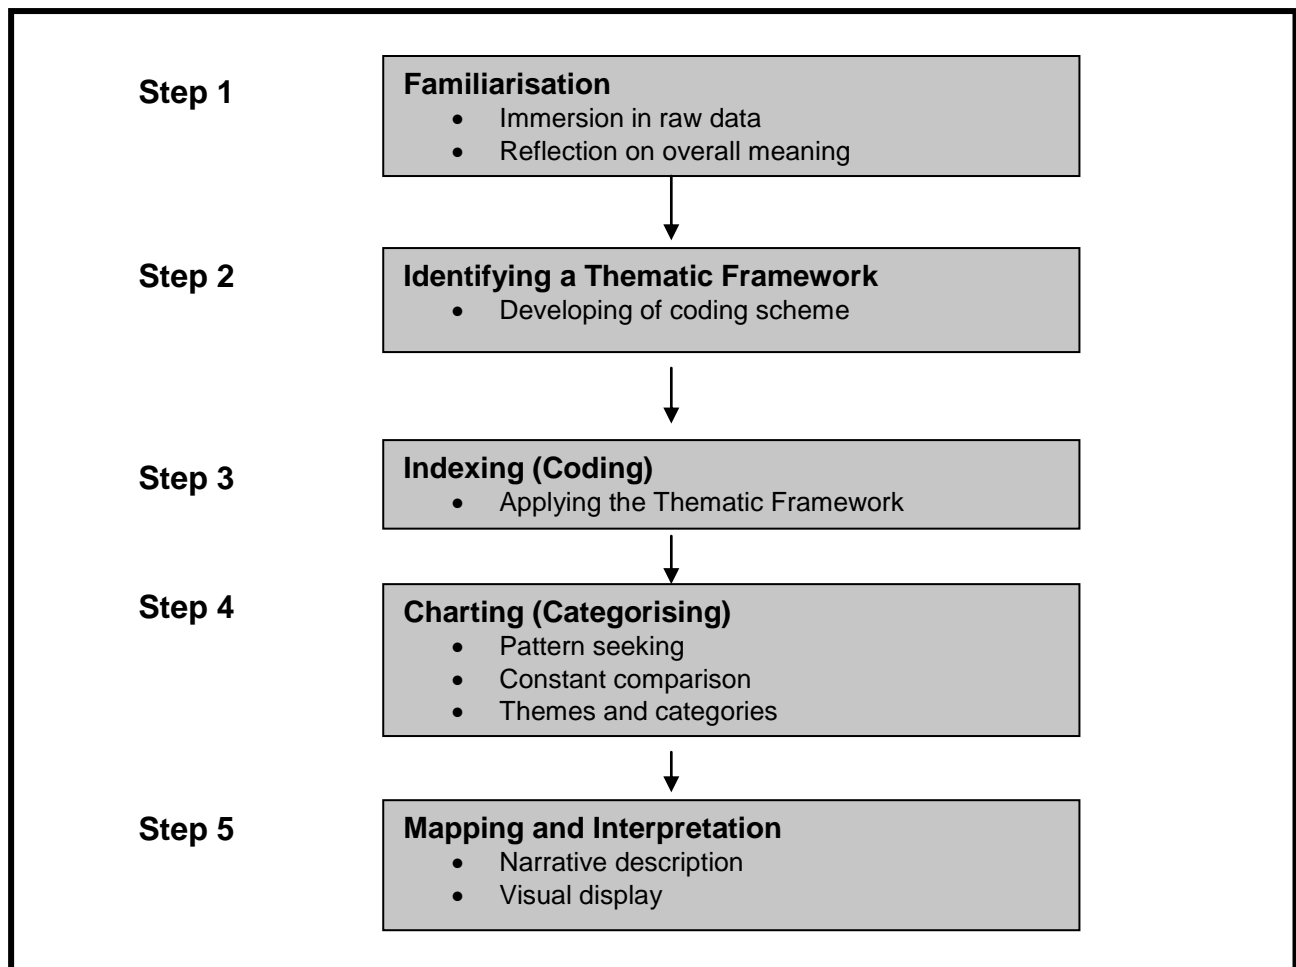 Step 1
Familiarisation
• Immersion in raw data
• Reflection on overall meaning
Step 2
Identifying a Thematic Framework
• Developing of coding scheme
Step 3
Indexing (Coding)
• Applying the Thematic Framework
Step 4
Charting (Categorising)
• Pattern seeking
• Constant comparison
• Themes and categories
Step 5
Mapping and Interpretation
• Narrative description
• Visual display